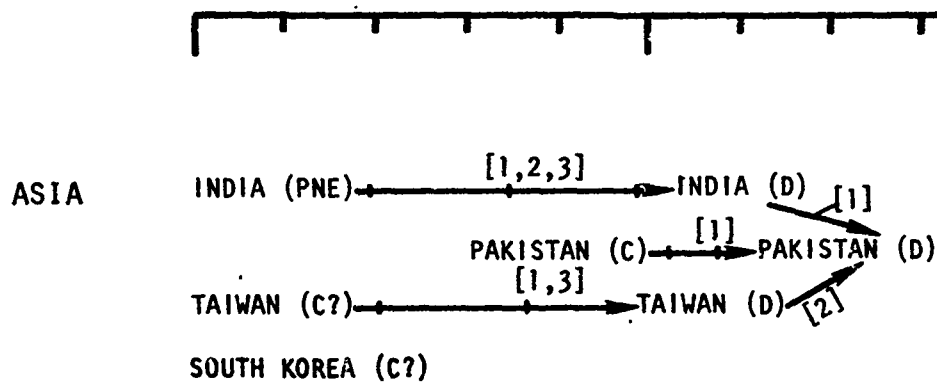 [1,2,3]
ASIA INDIA (PNE) INDIA (D)
[1]
PAKISTAN (C) [1] PAKISTAN (D)
[1,3]
TAIWAN (C?) TAIWAN (D) [2]
SOUTH KOREA (C?)